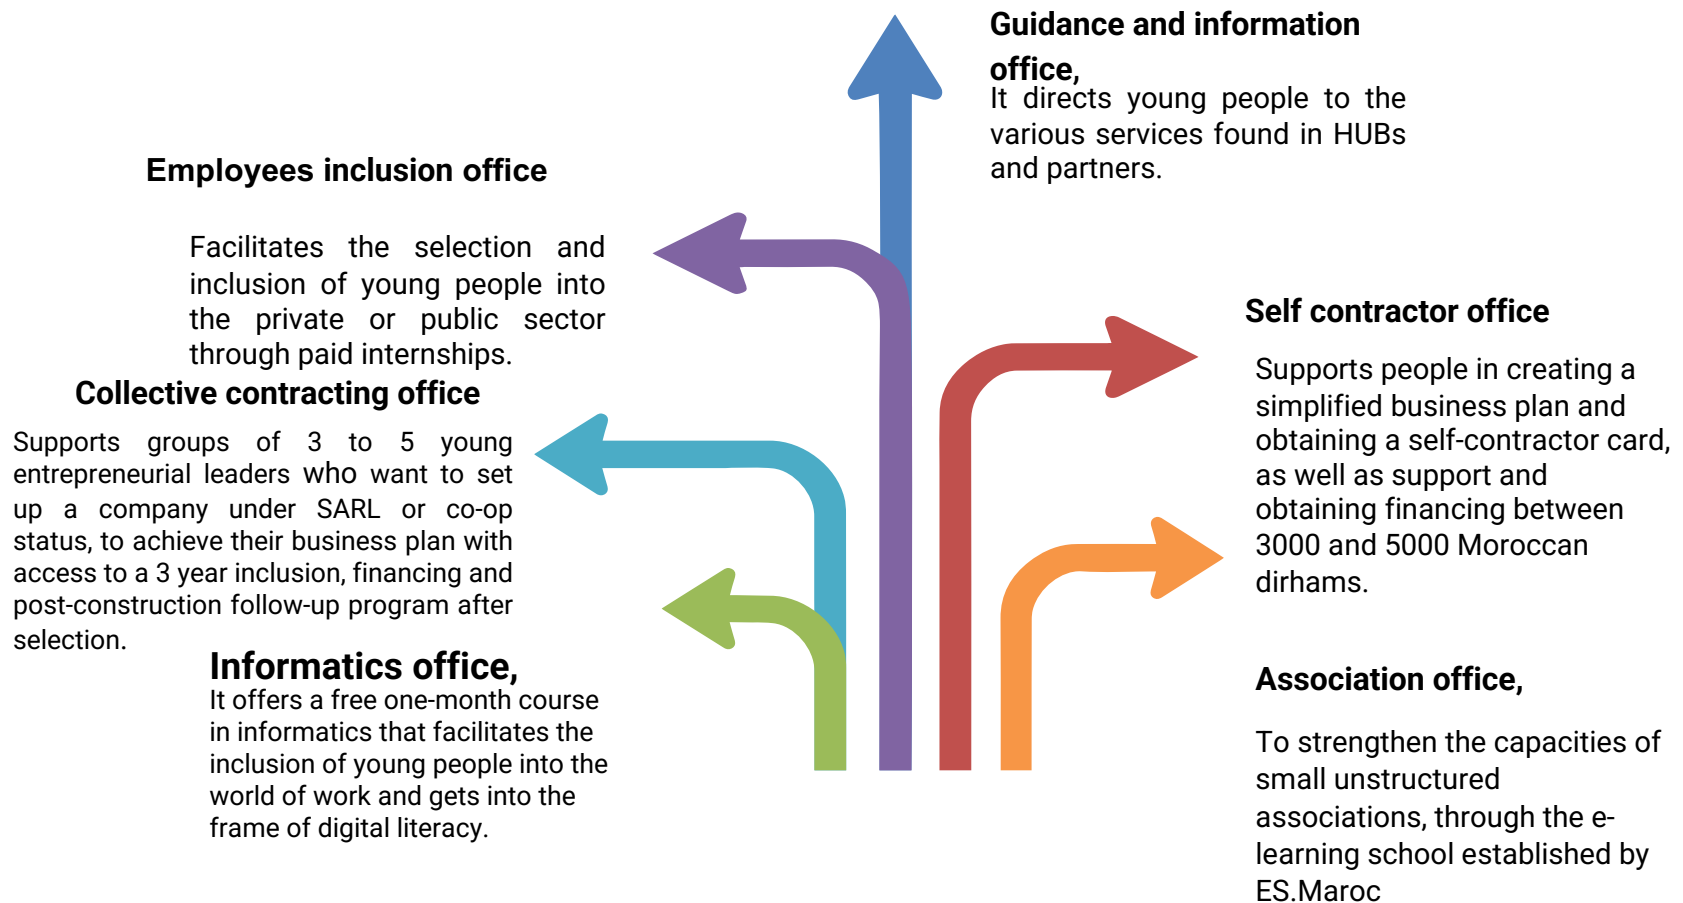 Guidance and information
office,
It directs young people to the
various services found in HUBs
and partners.
Employees inclusion office
Facilitates the selection and
inclusion of young people into
the private or public sector
through paid internships.
Collective contracting office
Supports groups of 3 to 5 young
entrepreneurial leaders who want to set
up a company under SARL or co-op
status, to achieve their business plan with
access to a 3 year inclusion, financing and
post-construction follow-up program after
selection.
Informatics office,
It offers a free one-month course
in informatics that facilitates the
inclusion of young people into the
world of work and gets into the
frame of digital literacy.
Self contractor office
Supports people in creating a
simplified business plan and
obtaining a self-contractor card,
as well as support and
obtaining financing between
3000 and 5000 Moroccan
dirhams.
Association office,
To strengthen the capacities of
small unstructured
associations, through the e-
learning school established by
ES.Maroc